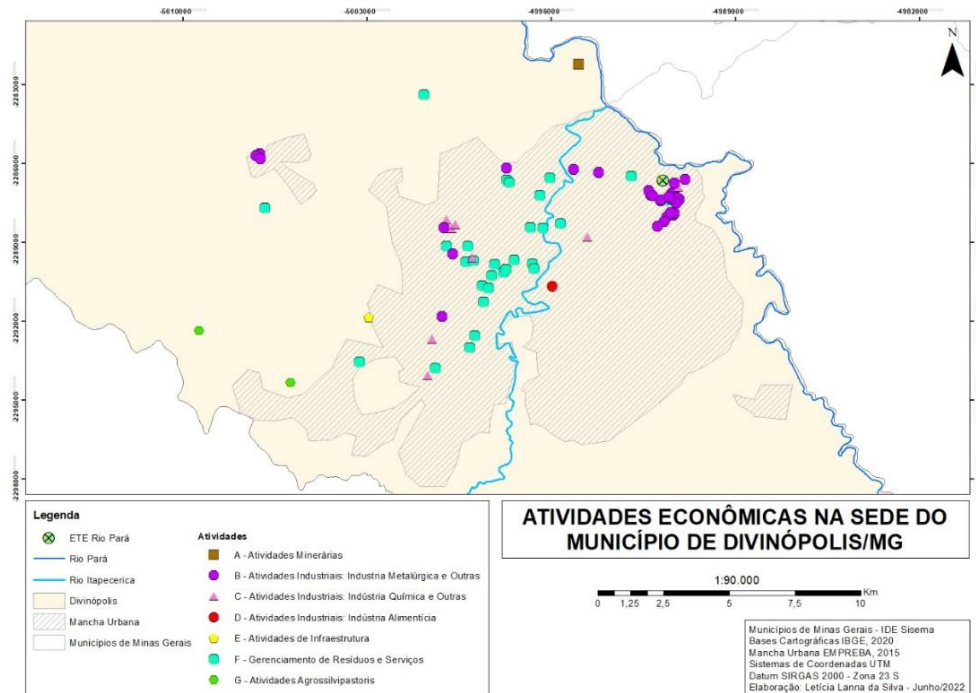 -5010000 -5003000 -4996000 -4989000 -4982000
N
2283000
2286000
2289000
2292000
2295000
2298000
Legenda
ETE Rio Pará
Rio Pará
Rio Itapecerica
Divinópolis
Mancha Urbana
Municípios de Minas Gerais
Atividades
A - Atividades Minerárias
B - Atividades Industriais: Industria Metalúrgica e Outras
C - Atividades Industriais: Indústria Química e Outras
D - Atividades Industriais: Indústria Alimentícia
E - Atividades de Infraestrutura
F - Gerenciamento de Resíduos e Serviços
G - Atividades Agrossilvipastoris
ATIVIDADES ECONÔMICAS NA SEDE DO
MUNICÍPIO DE DIVINÓPOLIS/MG
1:90.000
Km
0 1,25 2,5 5 7,5 10
Municípios de Minas Gerais - IDE Sisema
Bases Cartográficas IBGE, 2020
Mancha Urbana EMPREBA, 2015
Sistemas de Coordenadas UTM
Datum SIRGAS 2000 - Zona 23 S
Elaboração: Letícia Lanna da Silva - Junho/2022